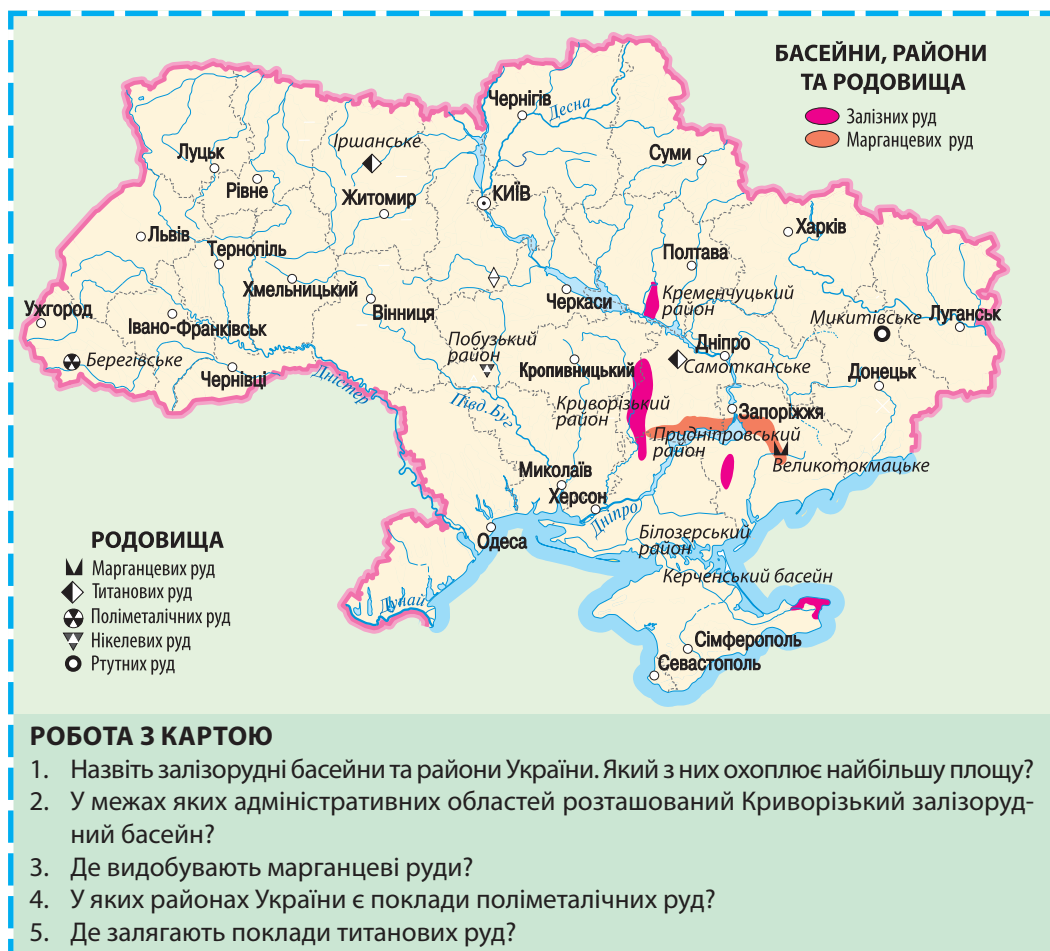 БАСЕЙНИ, РАЙОНИ
ТА РОДОВИЩА
Залізних руд
Марганцевих руд
Чернігів
Десна
Іршанське
Луцьк
Суми
Рівне
Житомир
КИЇВ
Львів
Харків
Тернопіль
Полтава
Хмельницький
Черкаси
Кременчуцький
район
Ужгород
Вінниця
Микитівське
Луганськ
Івано-Франківськ
Побузький
район
Дніпро
Берегівське
Самотканське
Чернівці
Кропивницький
Донецьк
Дністер
Півд. Буг
Криворізький
район
Запоріжжя
Придніпровський
район
Великотокмацьке
Миколаїв
Херсон
Дніпро
Одеса
Білозерський
район
Керченський басейн
Дунай
Сімферополь
Севастополь
РОДОВИЩА
Марганцевих руд
Титанових руд
Поліметалічних руд
Нікелевих руд
Ртутних руд
РОБОТА З КАРТОЮ
1. Назвіть залізорудні басейни та райони України. Який з них охоплює найбільшу площу?
2. У межах яких адміністративних областей розташований Криворізький залізоруд-
ний басейн?
3. Де видобувають марганцеві руди?
4. У яких районах України є поклади поліметалічних руд?
5. Де залягають поклади титанових руд?